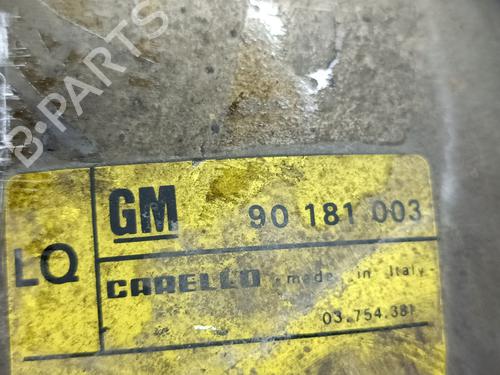 B-PARTS
GM 90 181 003
LQ
CARELLO - made in Italy -
03.754.381